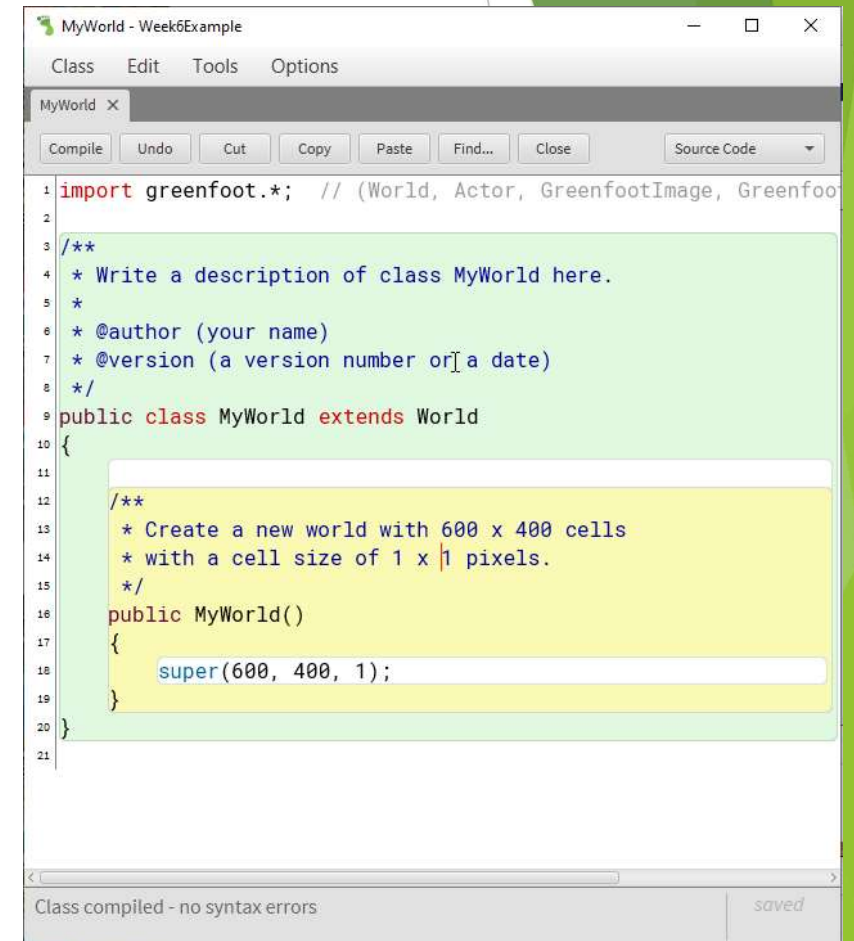 MyWorld - Week6Example
Class Edit Tools Options
MyWorld
Compile Undo Cut Copy Paste Find... Close Source Code
1 import greenfoot.*;  // (World, Actor, GreenfootImage, Greenfoo
2
3 /**
4  * Write a description of class MyWorld here.
5  *
6  * @author (your name)
7  * @version (a version number or a date)
8  */
9 public class MyWorld extends World
10 {
11
12     /**
13      * Create a new world with 600 x 400 cells
14      * with a cell size of 1 x 1 pixels.
15      */
16     public MyWorld()
17     {
18         super(600, 400, 1);
19     }
20 }
21
Class compiled - no syntax errors saved